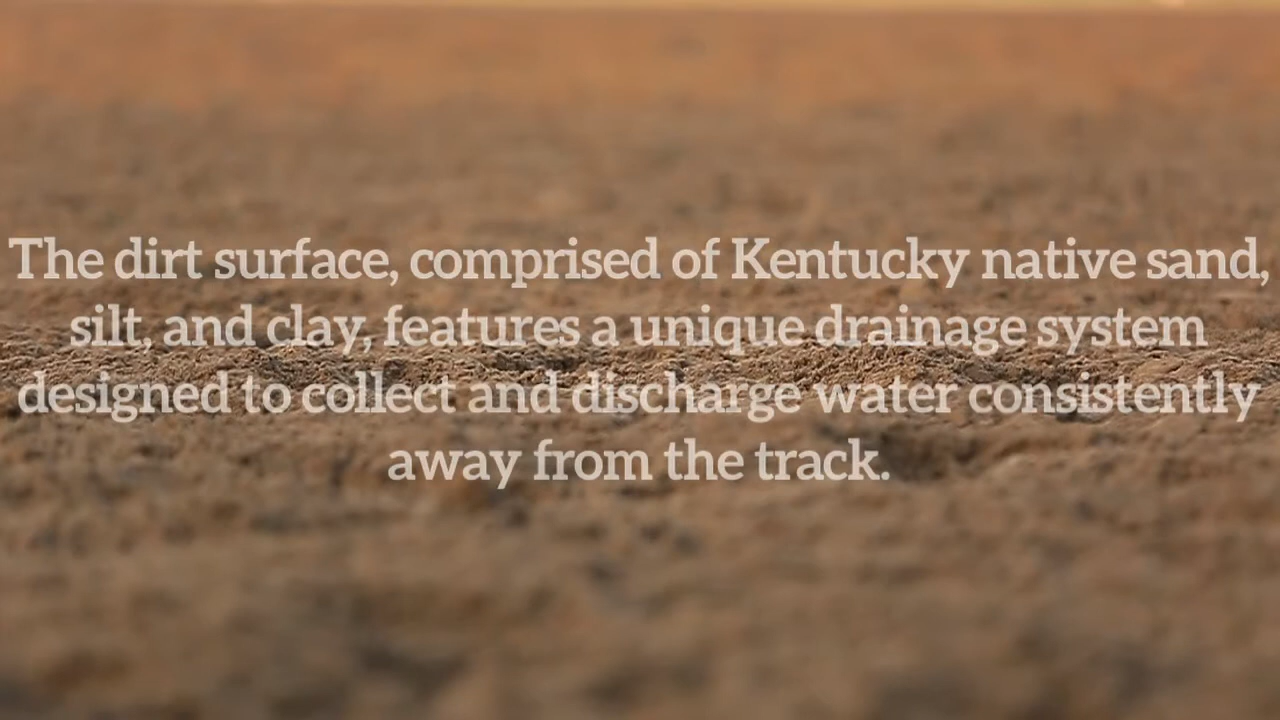 The dirt surface, comprised of Kentucky native sand,
silt, and clay, features a unique drainage system
designed to collect and discharge water consistently
away from the track.